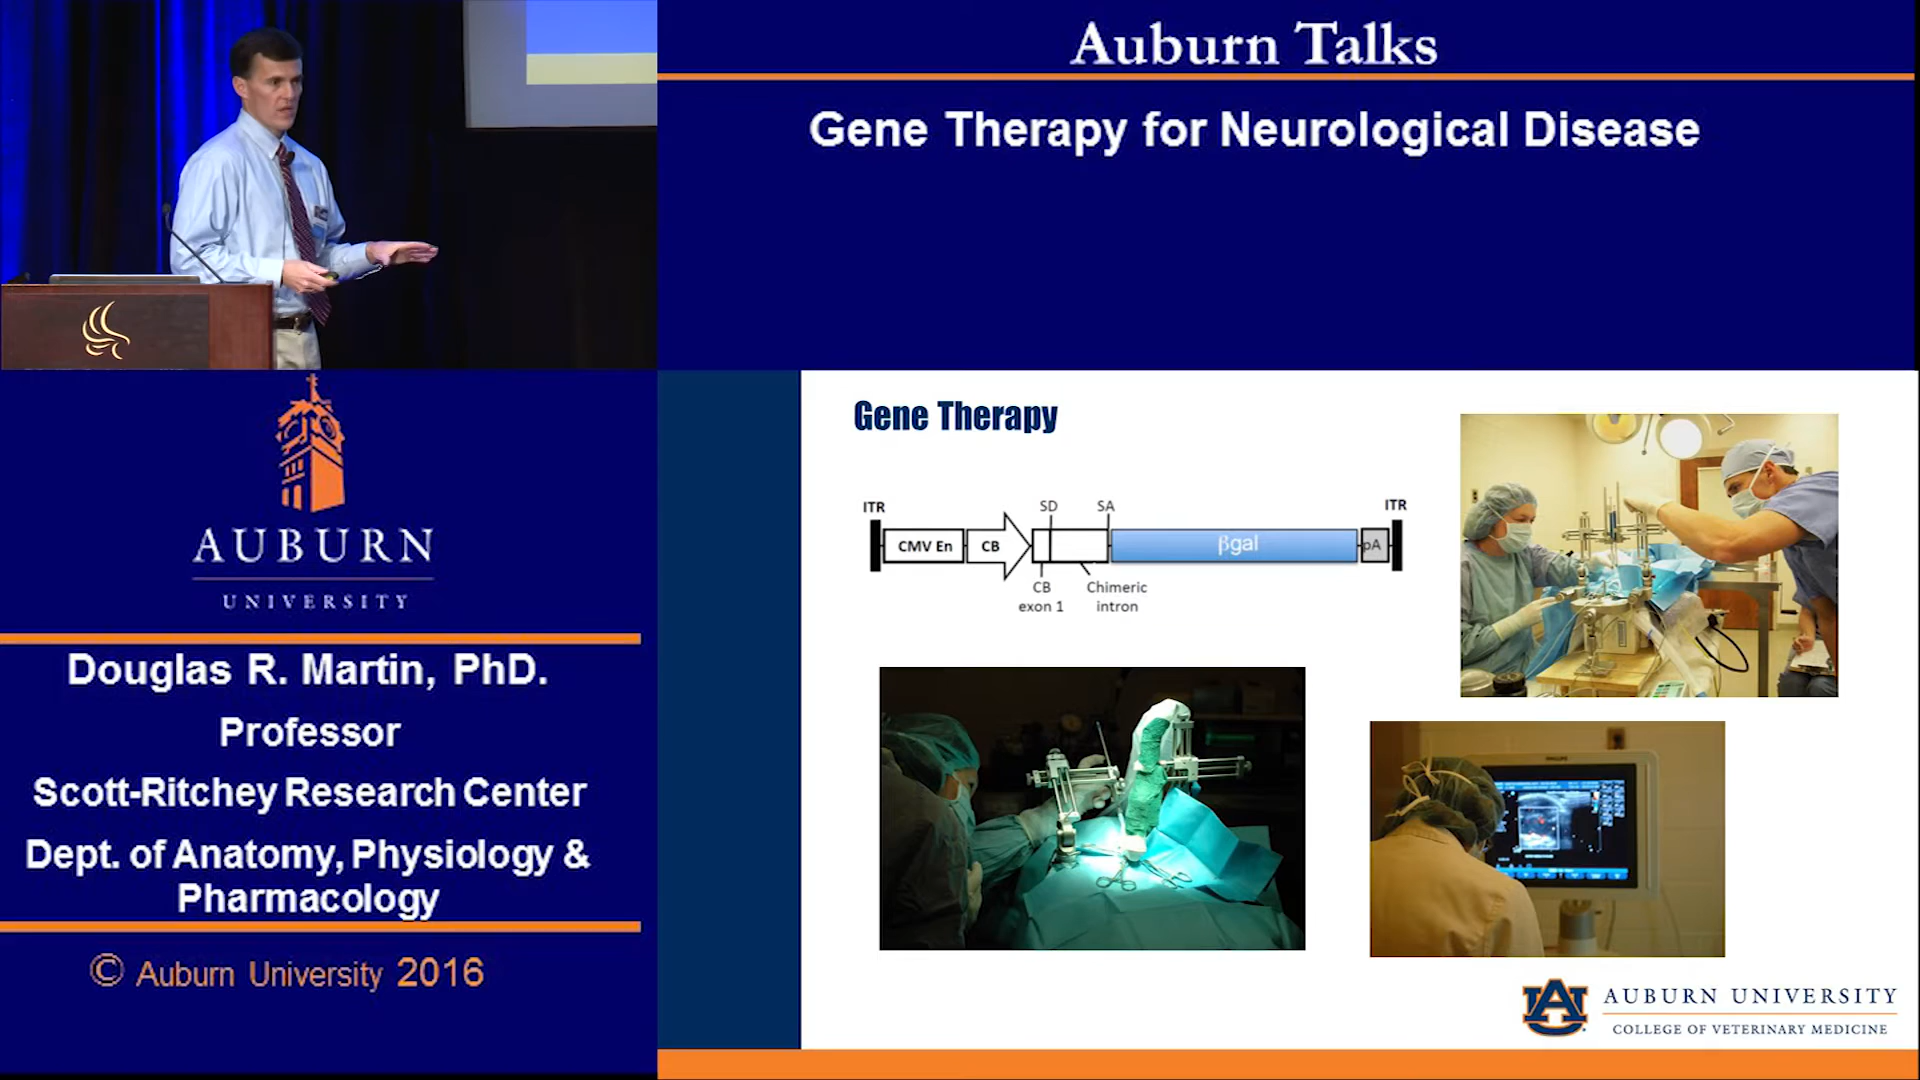 Auburn Talks
Gene Therapy for Neurological Disease
AUBURN
UNIVERSITY
Douglas R. Martin, PhD.
Professor
Scott-Ritchey Research Center
Dept. of Anatomy, Physiology &
Pharmacology
© Auburn University 2016
Gene Therapy
ITR
SD
SA
ITR
CMV En
CB
βgal
pA
CB
exon 1
Chimeric
intron
PHILIPS
AU
AUBURN UNIVERSITY
COLLEGE OF VETERINARY MEDICINE